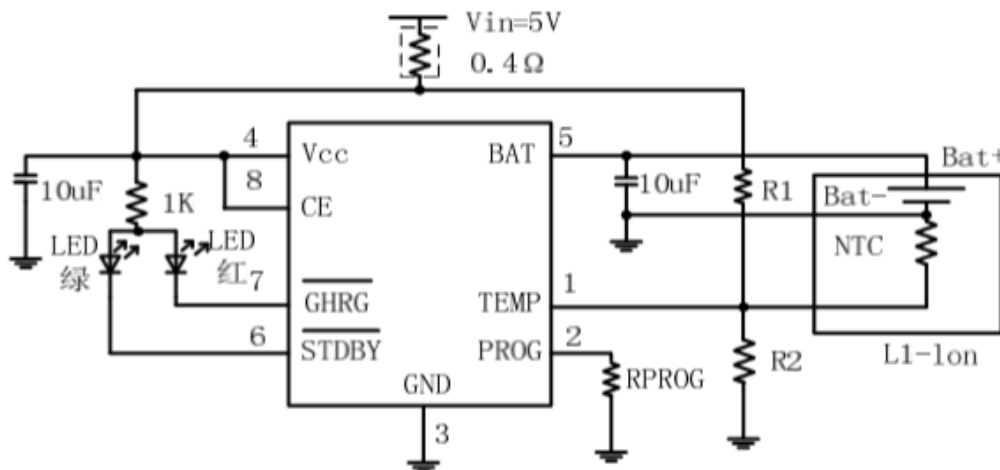 Vin=5V
0.4Ω
4
Vcc
BAT
5
Bat+
8
10uF
1K
CE
10uF
R1
Bat-
LED
LED
NTC
绿
红
7
GHRG
TEMP
1
6
STDBY
PROG
2
RPROG
R2
L1-lon
GND
3